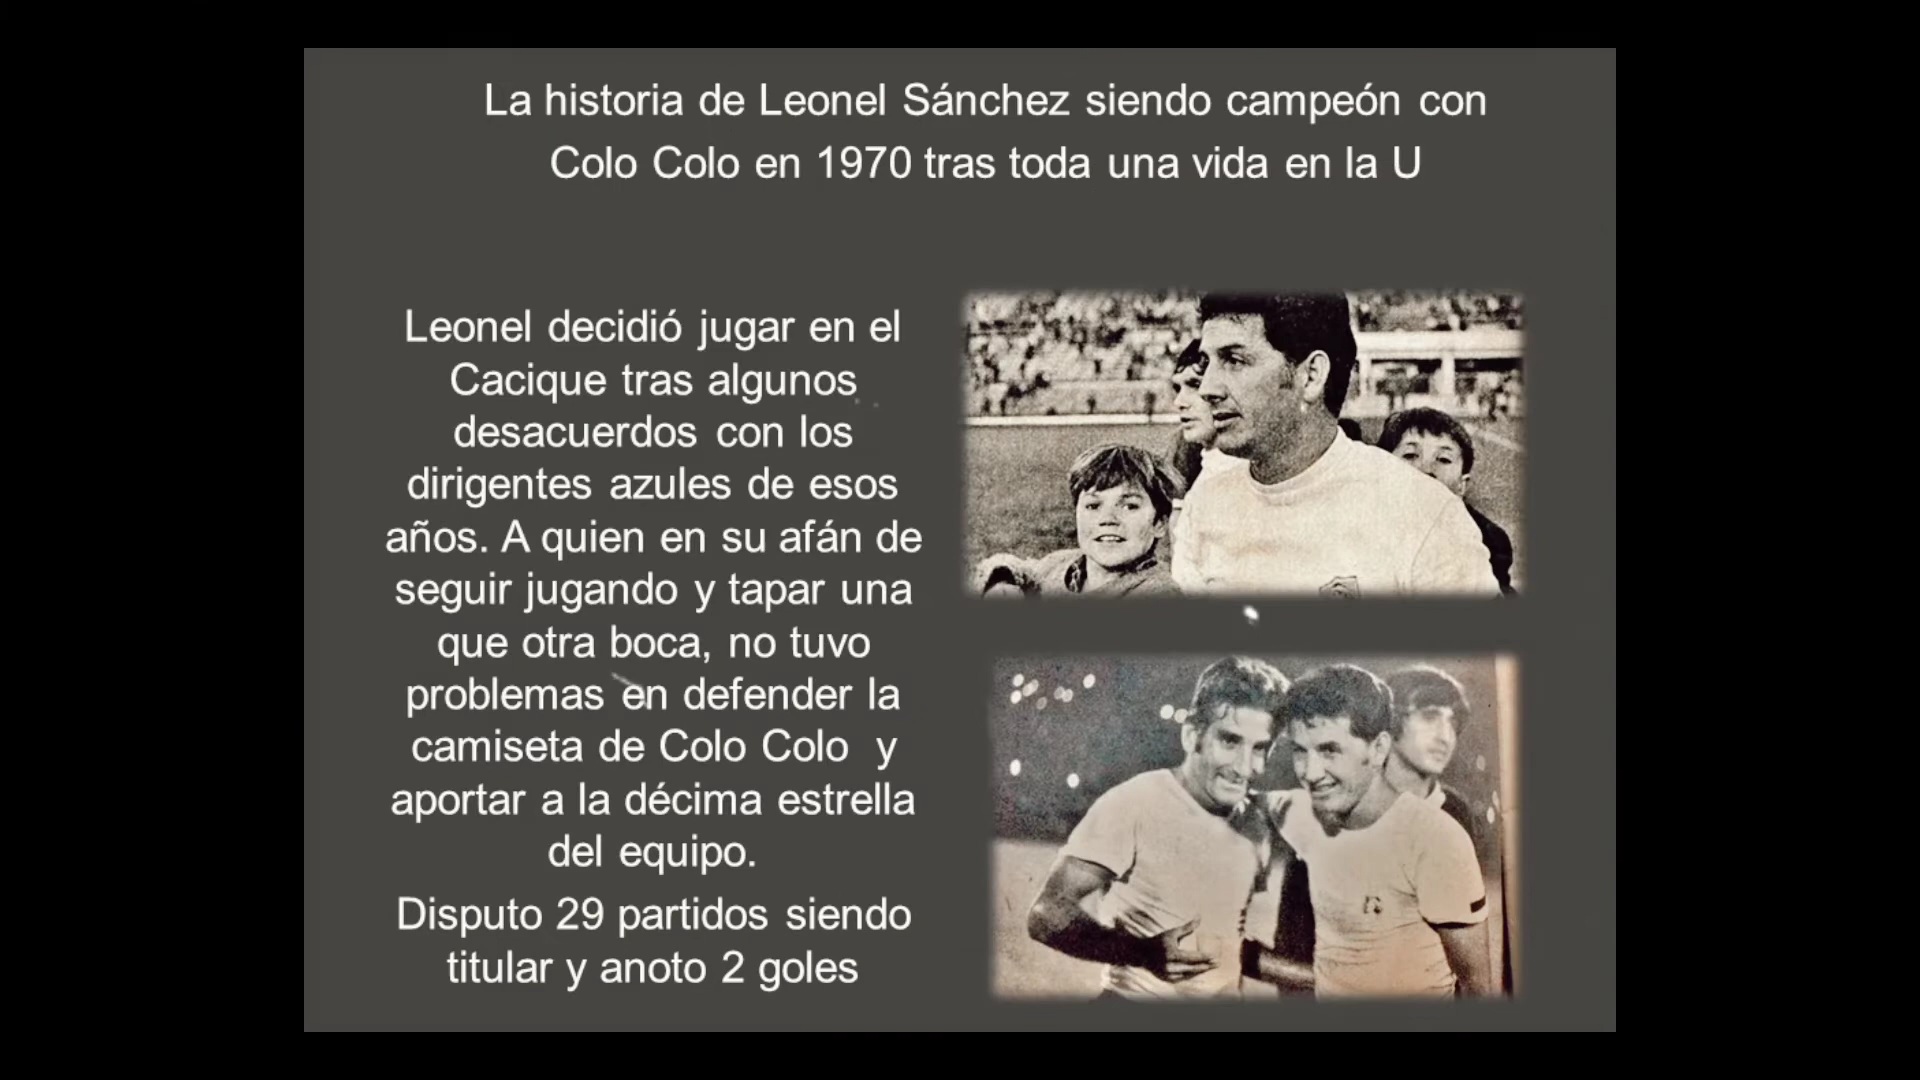 La historia de Leonel Sánchez siendo campeón con
Colo Colo en 1970 tras toda una vida en la U
Leonel decidió jugar en el
Cacique tras algunos
desacuerdos con los
dirigentes azules de esos
años. A quien en su afán de
seguir jugando y tapar una
que otra boca, no tuvo
problemas en defender la
camiseta de Colo Colo y
aportar a la décima estrella
del equipo.
Disputo 29 partidos siendo
titular y anoto 2 goles